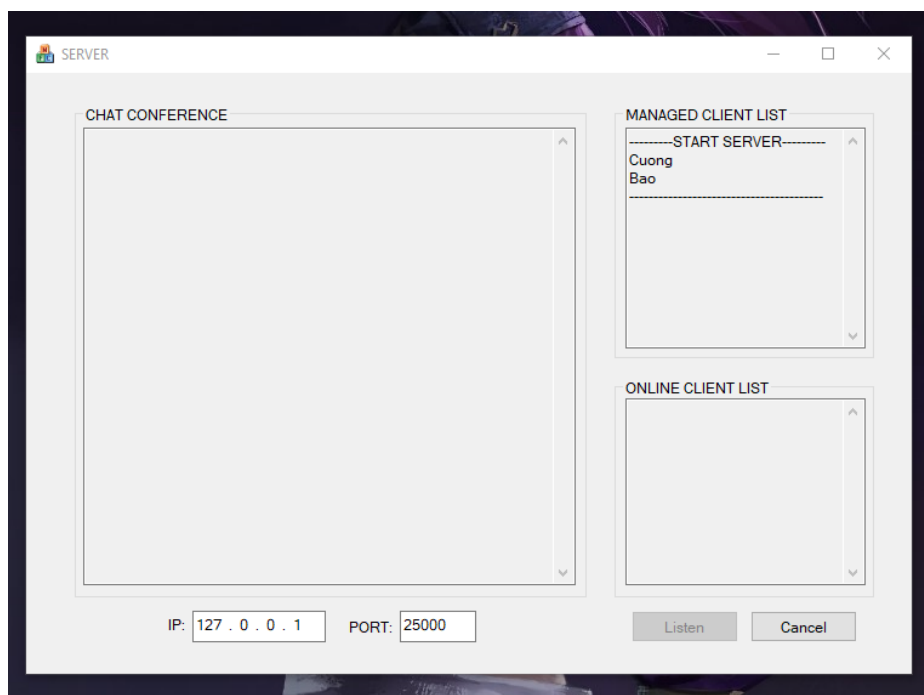 SERVER
CHAT CONFERENCE
MANAGED CLIENT LIST
---------START SERVER---------
Cuong
Bao
----------------------------------------
ONLINE CLIENT LIST
IP: 127 . 0 . 0 . 1 PORT: 25000 Listen Cancel